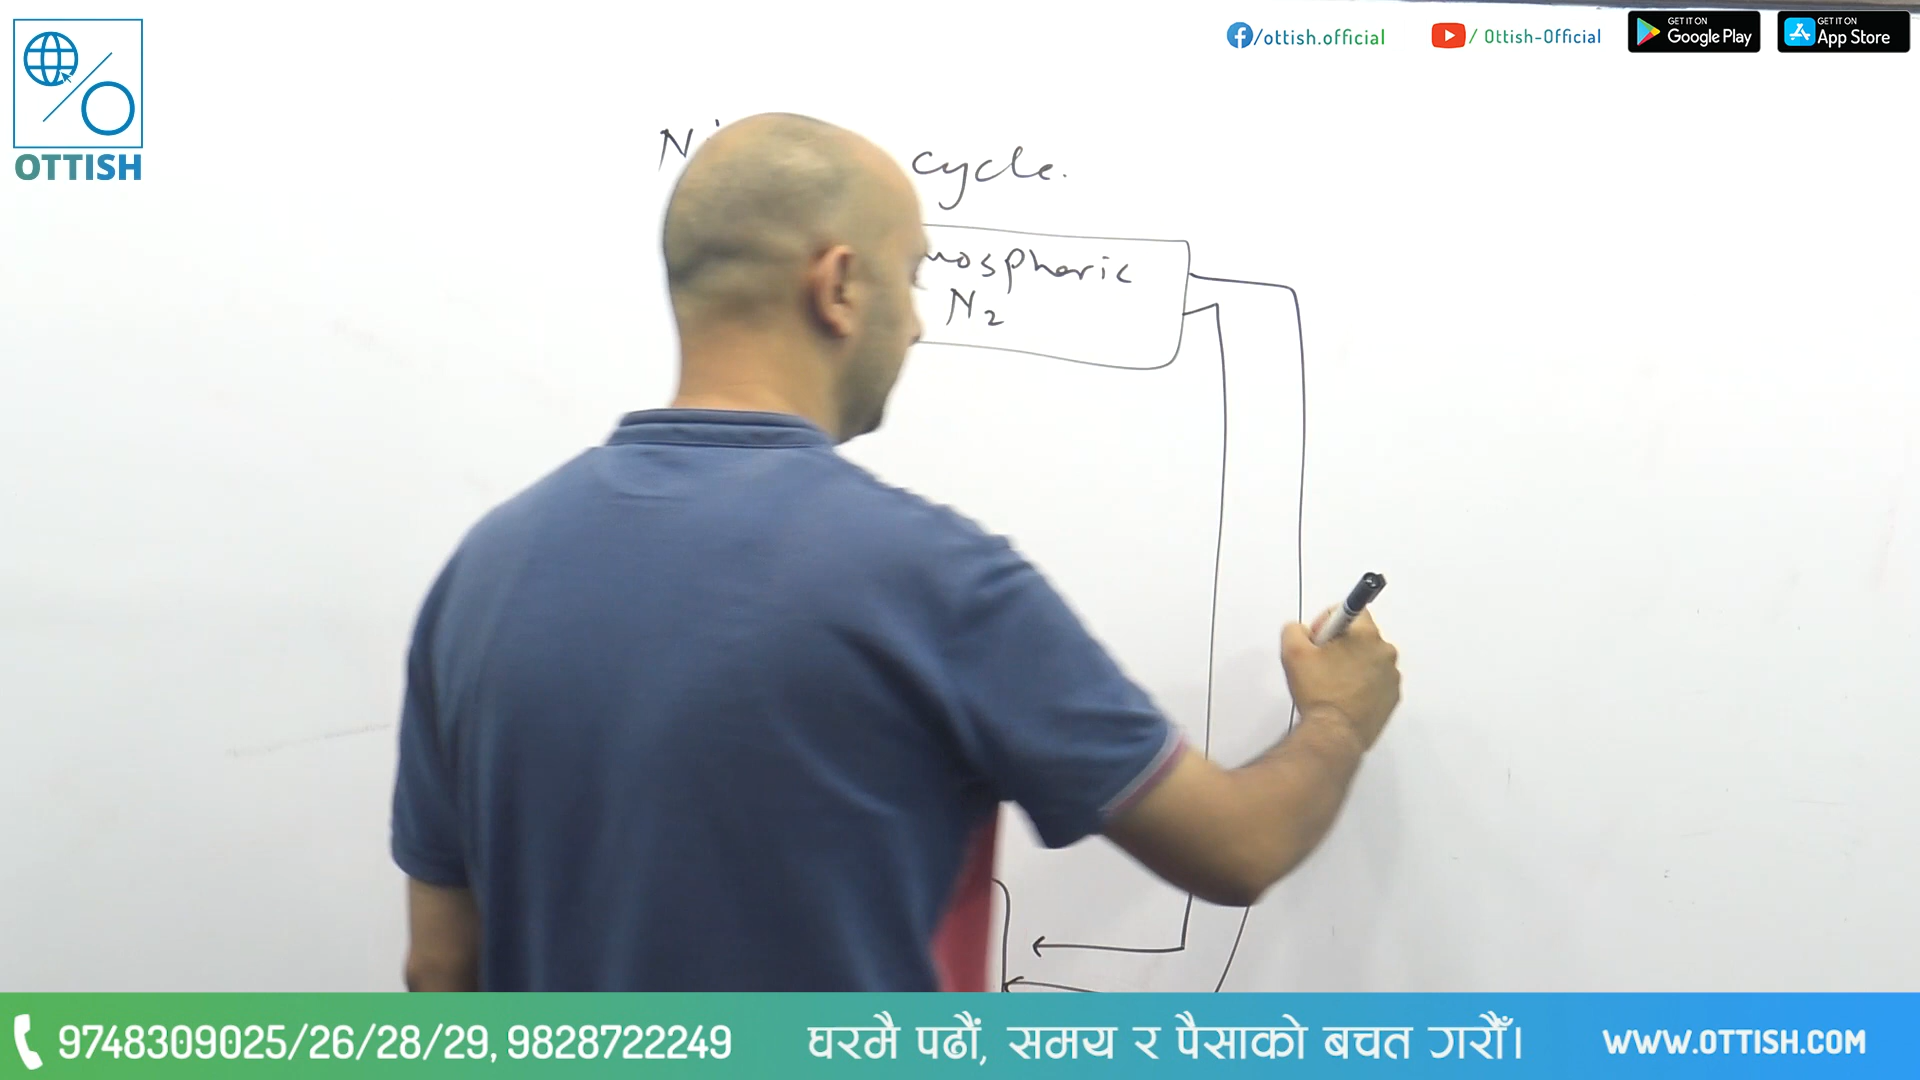 /ottish.official
/ Ottish-Official
GET IT ON
Google Play
GET IT ON
App Store
OTTISH
cycle.
N2
9748309025/26/28/29, 9828722249
घरमै पढौं, समय र पैसाको बचत गरौँ।
WWW.OTTISH.COM